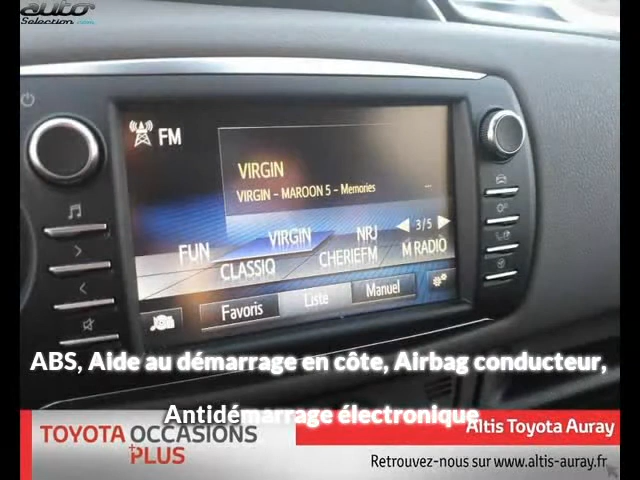 auto
Selection.com
FM
VIRGIN
VIRGIN - MAROON 5 - Memories
3/5
FUN VIRGIN NRJ
CLASSIQ CHERIEFM M RADIO
Favoris Liste Manuel
ABS, Aide au démarrage en côte, Airbag conducteur,
Antidémarrage électronique
TOYOTA OCCASIONS
PLUS
Altis Toyota Auray
Retrouvez-nous sur www.altis-auray.fr